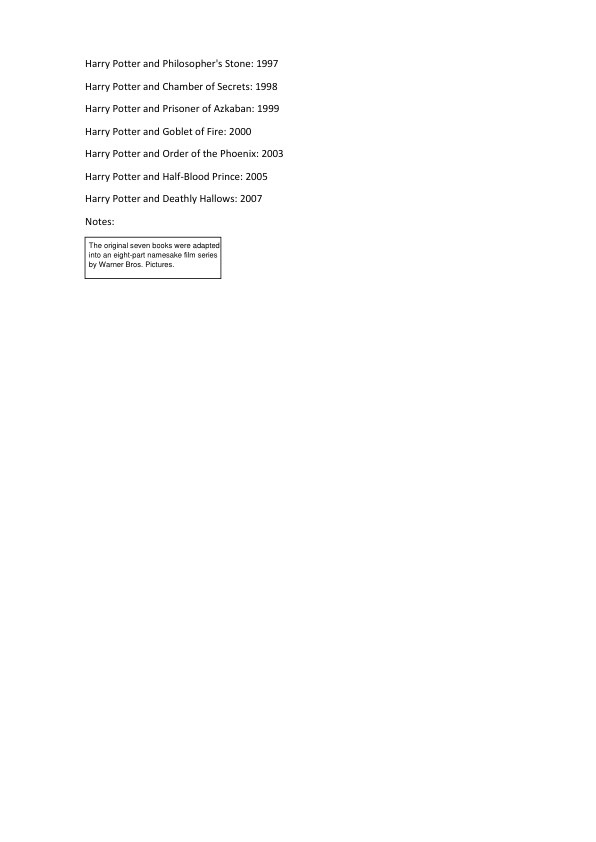 Harry Potter and Philosopher's Stone: 1997
Harry Potter and Chamber of Secrets: 1998
Harry Potter and Prisoner of Azkaban: 1999
Harry Potter and Goblet of Fire: 2000
Harry Potter and Order of the Phoenix: 2003
Harry Potter and Half-Blood Prince: 2005
Harry Potter and Deathly Hallows: 2007
Notes:
The original seven books were adapted
into an eight-part namesake film series
by Warner Bros. Pictures.